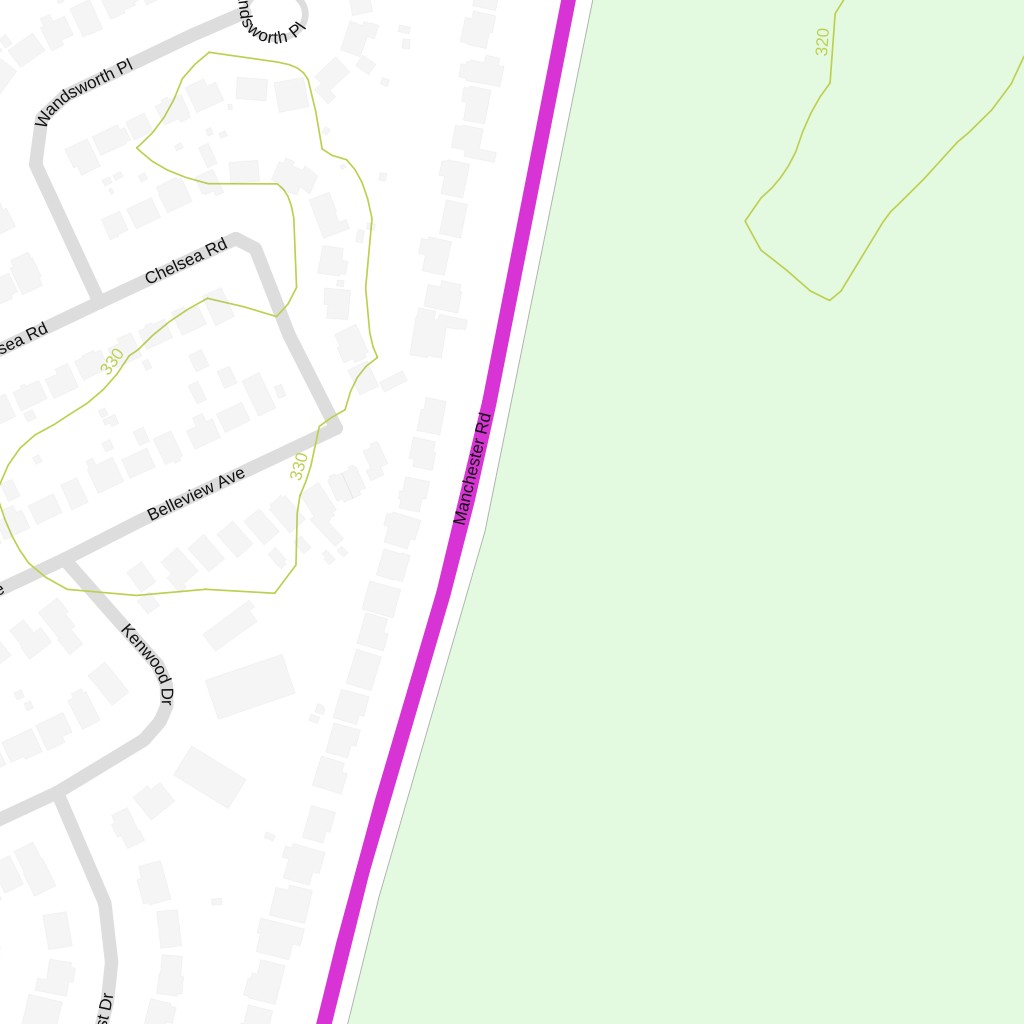 ndsworth Pl
Wandsworth Pl
320
Chelsea Rd
sea Rd
330
Manchester Rd
330
Belleview Ave
Kenwood Dr
st Dr